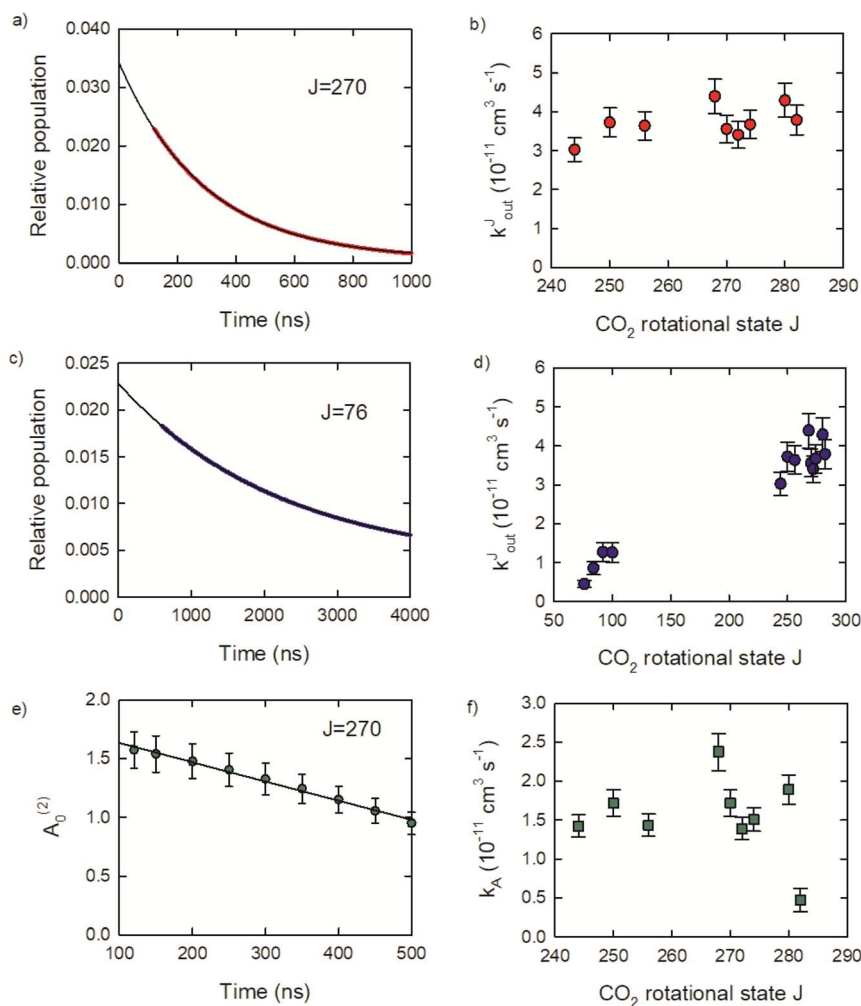 a)
0.040
0.030
0.020
0.010
0.000
Relative population
J=270
0 200 400 600 800 1000
Time (ns)
b)
6
5
4
3
2
1
0
k^J_out (10^-11 cm^3 s^-1)
240 250 260 270 280 290
CO_2 rotational state J
c)
0.025
0.020
0.015
0.010
0.005
0.000
Relative population
J=76
0 1000 2000 3000 4000
Time (ns)
d)
6
5
4
3
2
1
0
k^J_out (10^-11 cm^3 s^-1)
50 100 150 200 250 300
CO_2 rotational state J
e)
2.0
1.5
1.0
0.5
0.0
A_0^(2)
J=270
100 200 300 400 500
Time (ns)
f)
3.0
2.5
2.0
1.5
1.0
0.5
0.0
k_A (10^-11 cm^3 s^-1)
240 250 260 270 280 290
CO_2 rotational state J